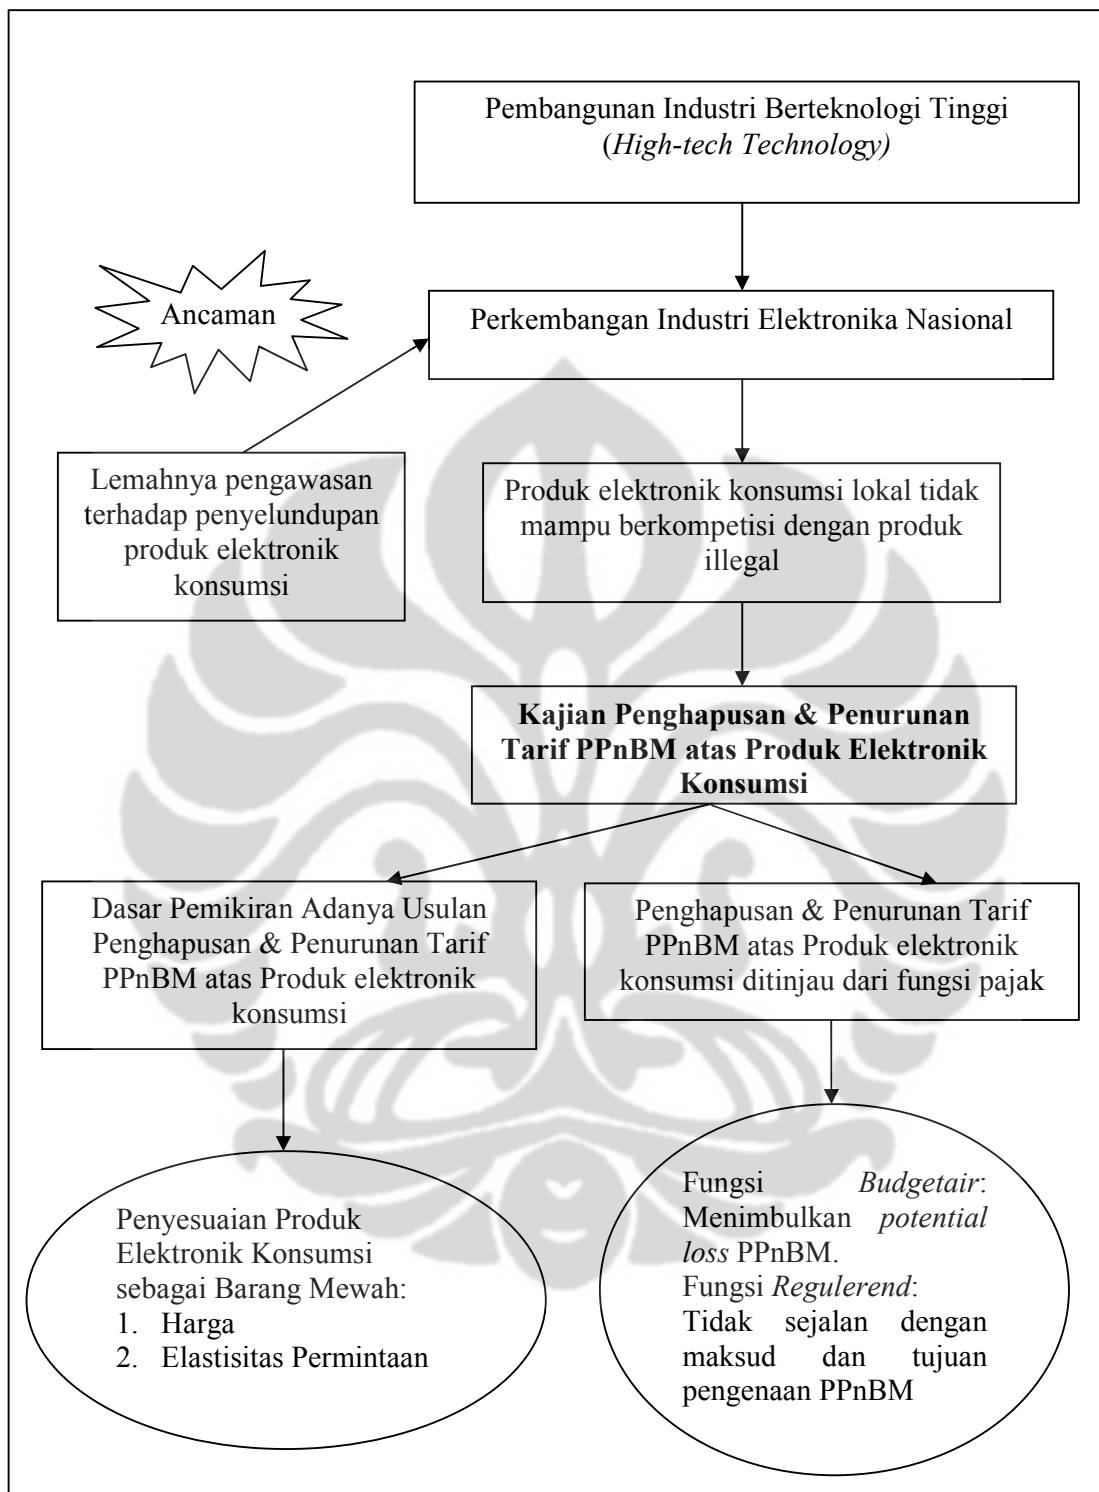 Pembangunan Industri Berteknologi Tinggi
(High-tech Technology)
Ancaman
Perkembangan Industri Elektronika Nasional
Lemahnya pengawasan
terhadap penyelundupan
produk elektronik
konsumsi
Produk elektronik konsumsi lokal tidak
mampu berkompetisi dengan produk
illegal
Kajian Penghapusan & Penurunan
Tarif PPnBM atas Produk Elektronik
Konsumsi
Dasar Pemikiran Adanya Usulan
Penghapusan & Penurunan Tarif
PPnBM atas Produk elektronik
konsumsi
Penghapusan & Penurunan Tarif
PPnBM atas Produk elektronik
konsumsi ditinjau dari fungsi pajak
Penyesuaian Produk
Elektronik Konsumsi
sebagai Barang Mewah:
1. Harga
2. Elastisitas Permintaan
Fungsi Budgetair:
Menimbulkan potential
loss PPnBM.
Fungsi Regulerend:
Tidak sejalan dengan
maksud dan tujuan
pengenaan PPnBM